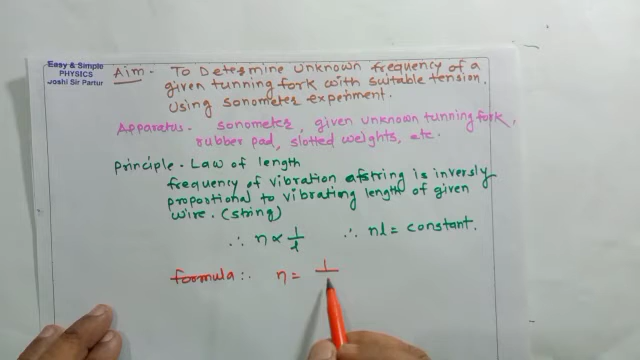 Easy & Simple
PHYSICS
Joshi Sir Partur
Aim. To Determine unknown frequency of a
given tunning fork with suitable tension.
Using sonometer experiment.
Apparatus. sonometer, given unknown tunning fork,
rubber pad, slotted weights, etc.
Principle. Law of length
frequency of vibration of string is inversly
proportional to vibrating length of given
wire. (string)
∴ n ∝ 1/l ∴ nl = constant.
formula:. n = 1